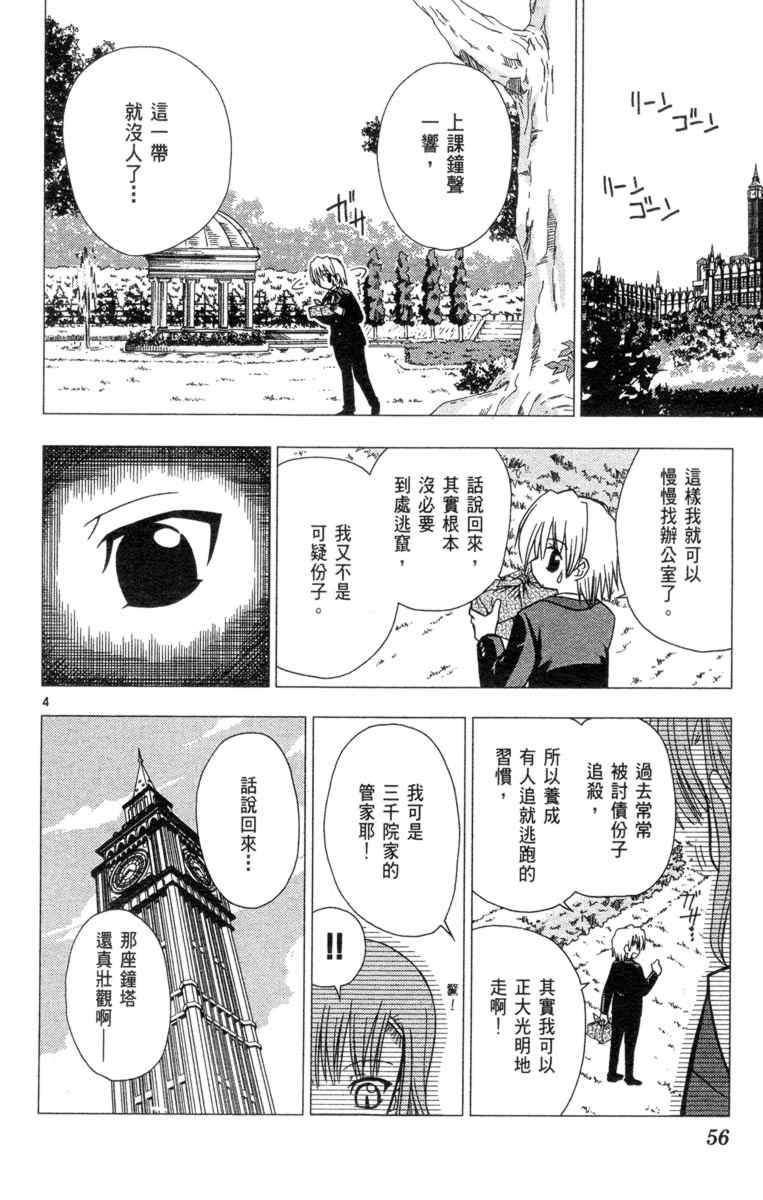 リーン
ゴーン
リーン
ゴーン
上課鐘聲
一響，
ガサ
這一帶
就沒人了…
這樣我就可以
慢慢找辦公室了。
話說回來，
其實根本
沒必要
到處逃竄，
我又不是
可疑份子。
4
過去常常
被討債份子
追殺，
所以養成
有人追就逃跑的
習慣，
ガサ
其實我可以
正大光明地
走啊！
我可是
三千院家的
管家耶！
!!
驚！
話說回來…
那座鐘塔
還真壯觀啊—
56